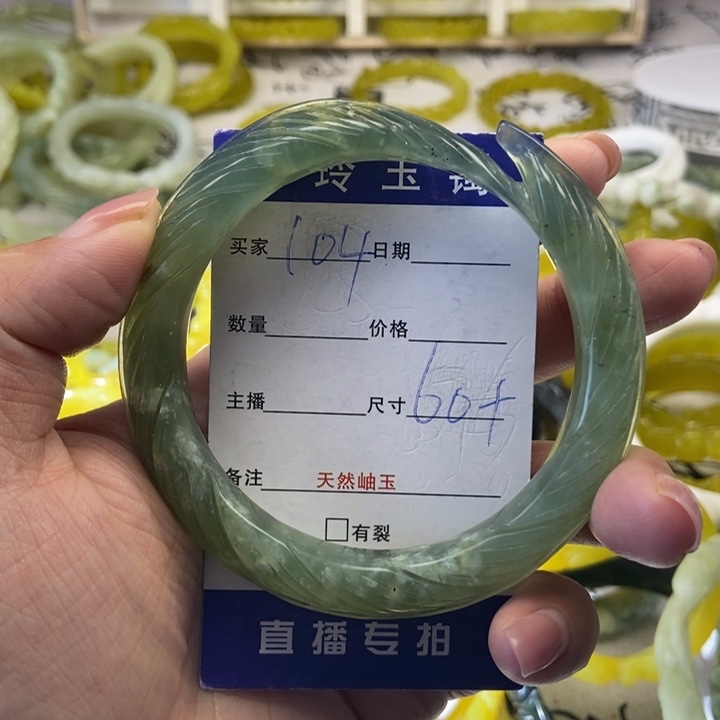 玲玉
买家 104 日期
数量 价格
主播 尺寸 60+
备注 天然岫玉
□有裂
直播专拍